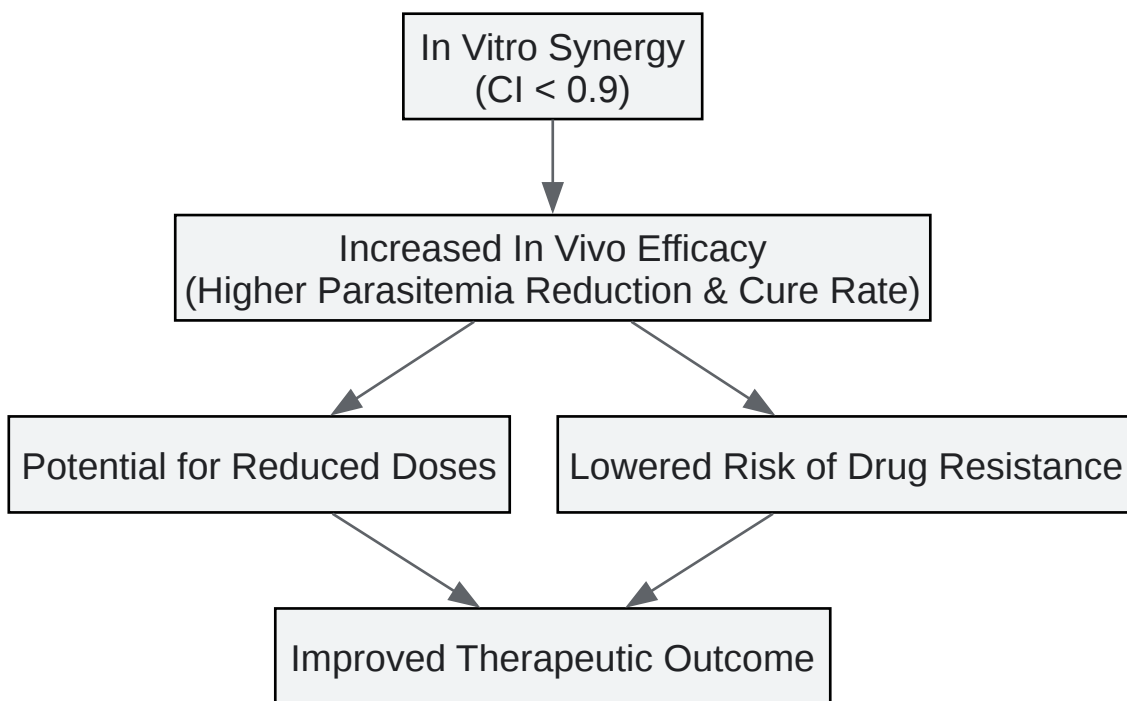 In Vitro Synergy
(CI < 0.9)
Increased In Vivo Efficacy
(Higher Parasitemia Reduction & Cure Rate)
Potential for Reduced Doses
Lowered Risk of Drug Resistance
Improved Therapeutic Outcome